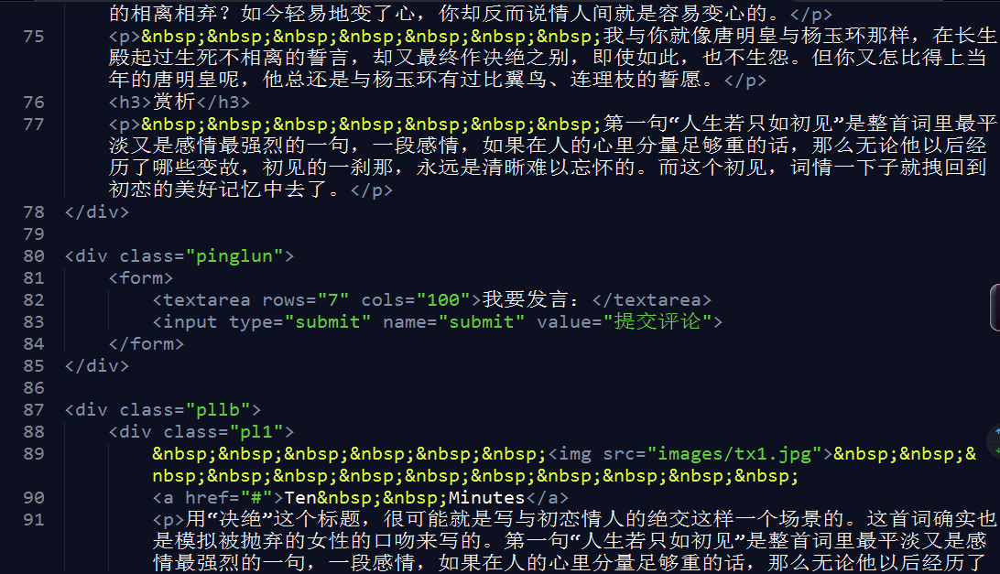 的相离相弃？如今轻易地变了心，你却反而说情人间就是容易变心的。</p>
75 <p>&nbsp;&nbsp;&nbsp;&nbsp;&nbsp;&nbsp;&nbsp;我与你就像唐明皇与杨玉环那样，在长生
殿起过生死不相离的誓言，却又最终作决绝之别，即使如此，也不生怨。但你又怎比得上当
年的唐明皇呢，他总还是与杨玉环有过比翼鸟、连理枝的誓愿。</p>
76 <h3>赏析</h3>
77 <p>&nbsp;&nbsp;&nbsp;&nbsp;&nbsp;&nbsp;&nbsp;第一句“人生若只如初见”是整首词里最平
淡又是感情最强烈的一句，一段感情，如果在人的心里分量足够重的话，那么无论他以后经
历了哪些变故，初见的一刹那，永远是清晰难以忘怀的。而这个初见，词情一下子就拽回到
初恋的美好记忆中去了。</p>
78 </div>
79
80 <div class="pinglun">
81 <form>
82 <textarea rows="7" cols="100">我要发言：</textarea>
83 <input type="submit" name="submit" value="提交评论">
84 </form>
85 </div>
86
87 <div class="pllb">
88 <div class="pl1">
89 &nbsp;&nbsp;&nbsp;&nbsp;&nbsp;&nbsp;<img src="images/tx1.jpg">&nbsp;&nbsp;&
nbsp;&nbsp;&nbsp;&nbsp;&nbsp;&nbsp;&nbsp;&nbsp;&nbsp;&nbsp;
90 <a href="#">Ten&nbsp;&nbsp;Minutes</a>
91 <p>用“决绝”这个标题，很可能就是写与初恋情人的绝交这样一个场景的。这首词确实也
是模拟被抛弃的女性的口吻来写的。第一句“人生若只如初见”是整首词里最平淡又是感
情最强烈的一句，一段感情，如果在人的心里分量足够重的话，那么无论他以后经历了